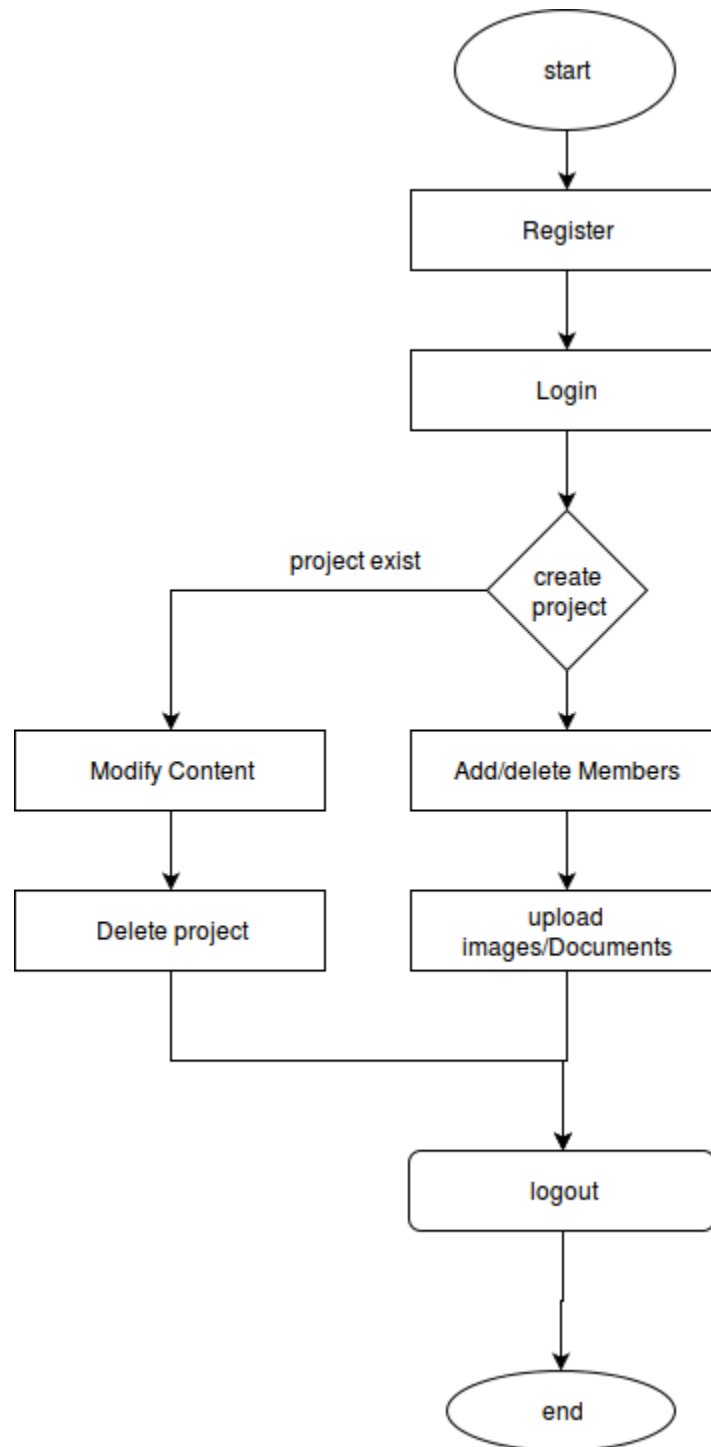 start
Register
Login
project exist
create
project
Modify Content
Add/delete Members
Delete project
upload
images/Documents
logout
end